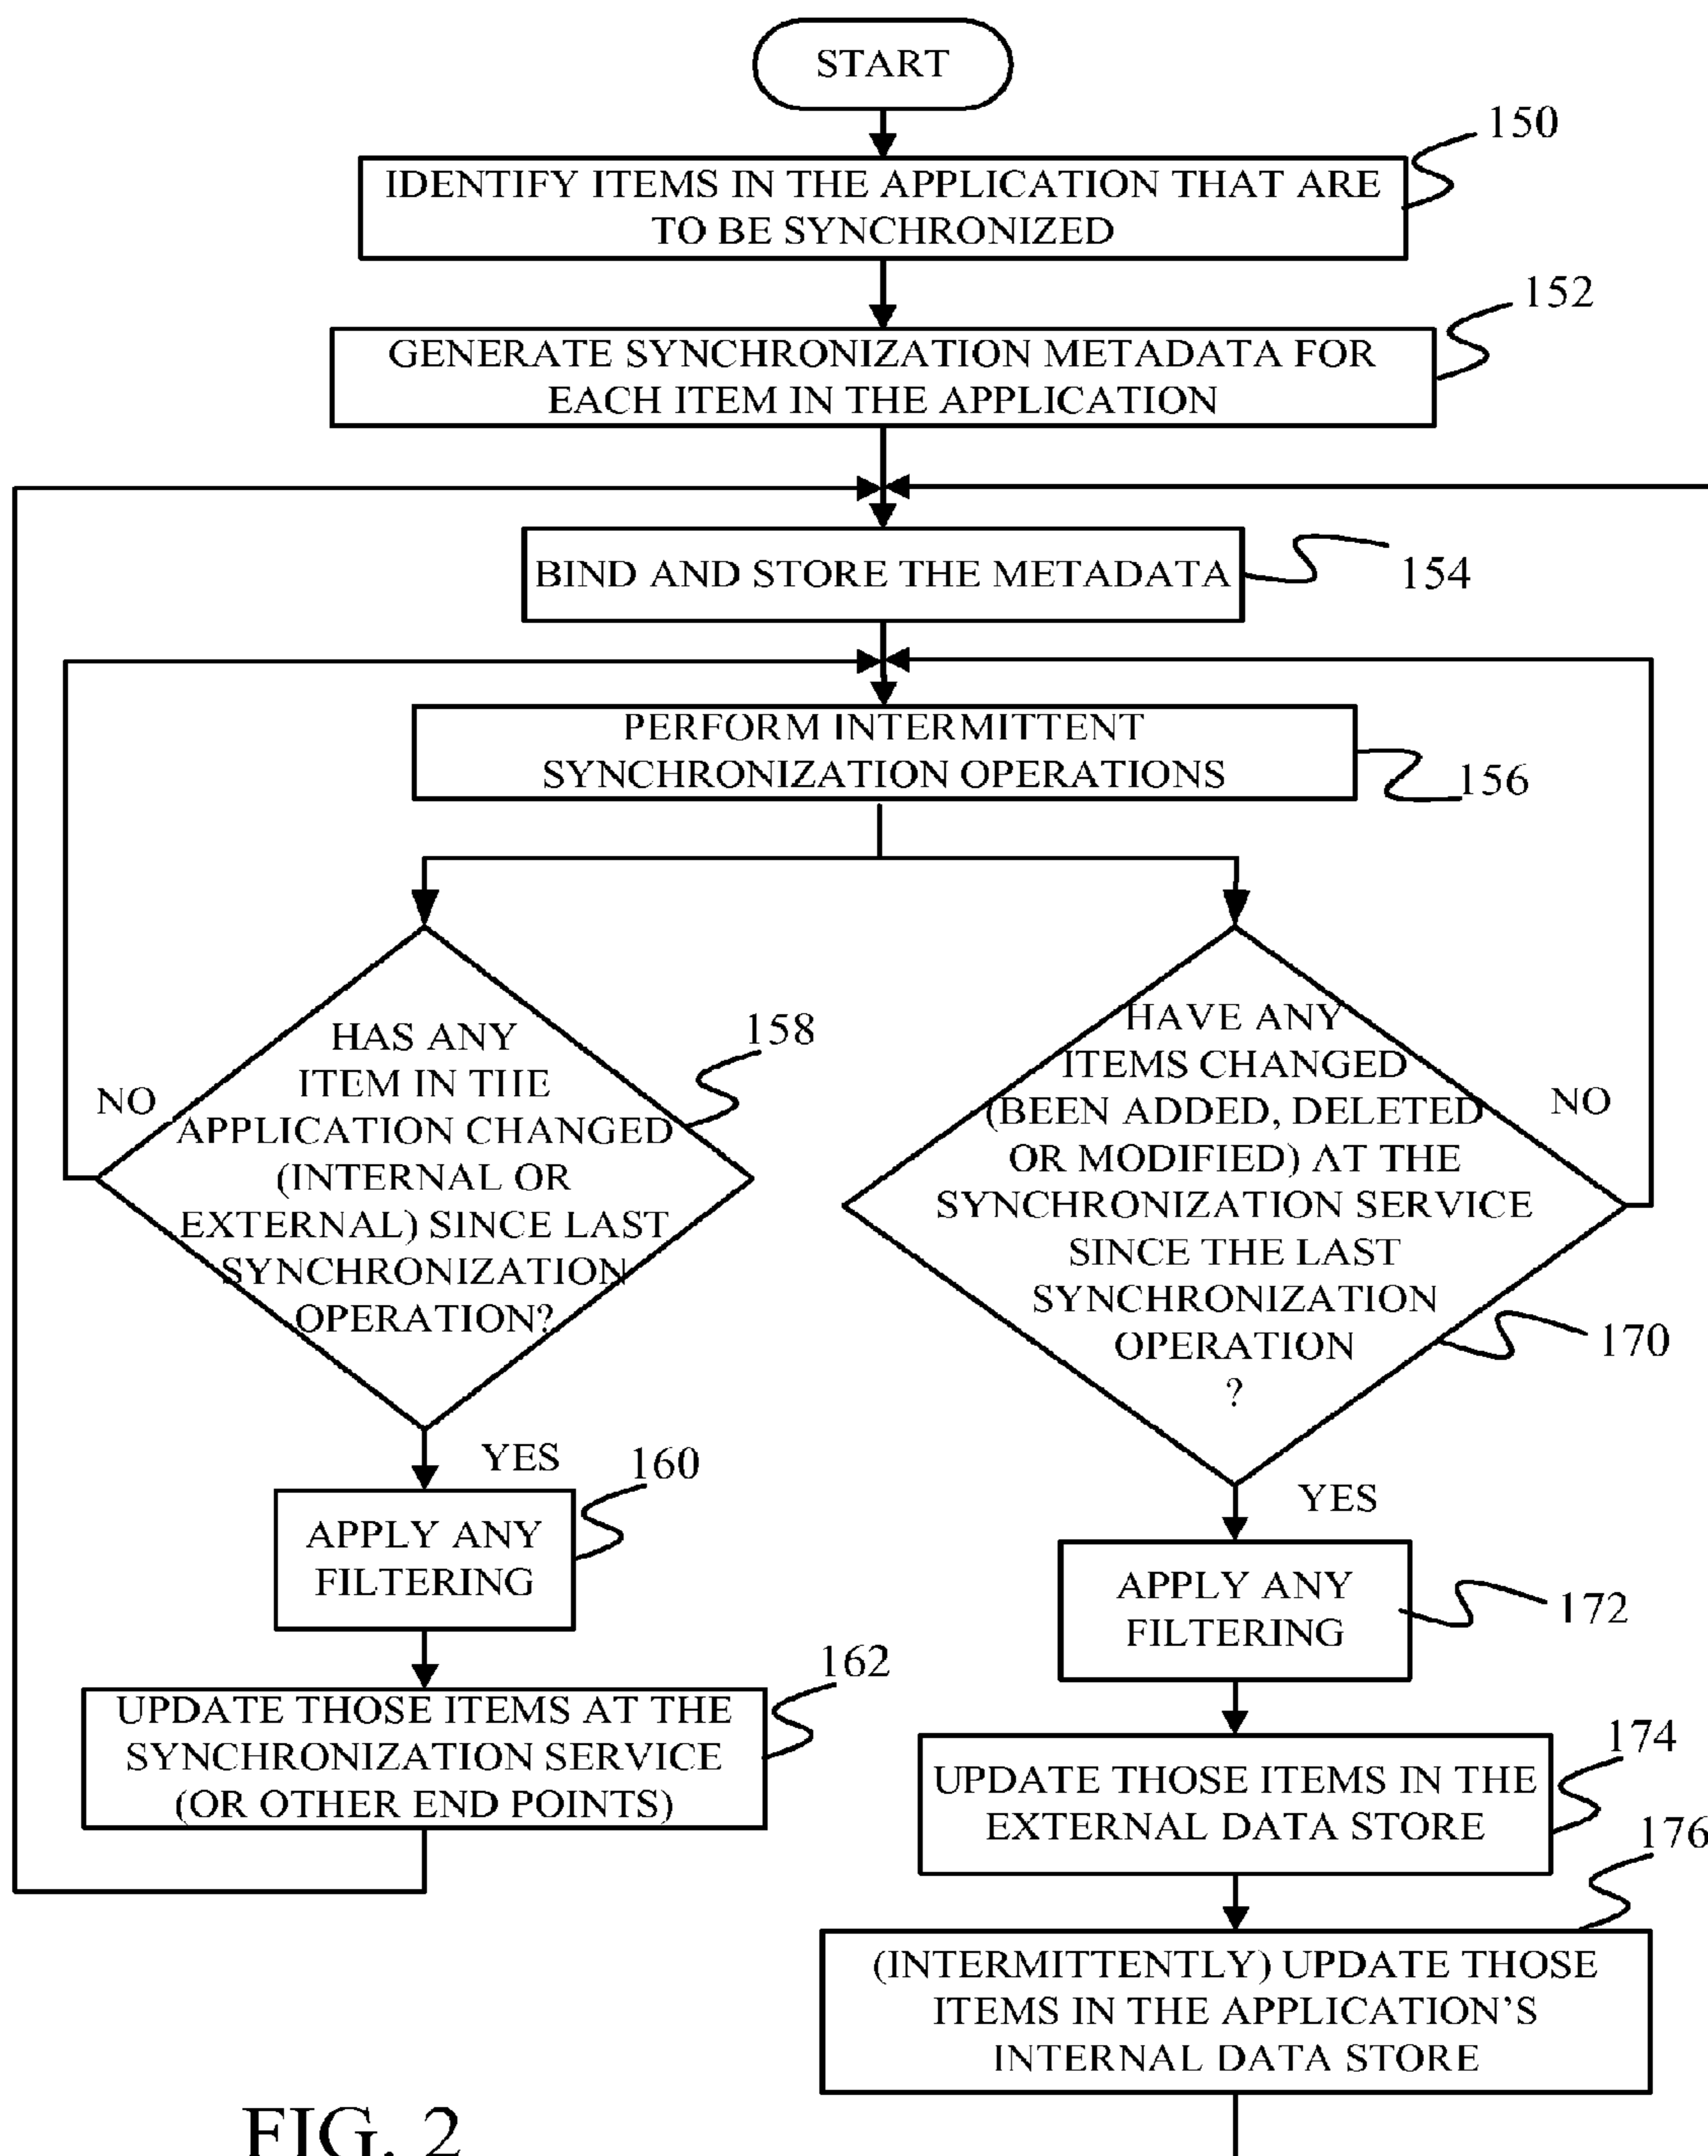 START
150
IDENTIFY ITEMS IN THE APPLICATION THAT ARE
TO BE SYNCHRONIZED
152
GENERATE SYNCHRONIZATION METADATA FOR
EACH ITEM IN THE APPLICATION
BIND AND STORE THE METADATA
154
PERFORM INTERMITTENT
SYNCHRONIZATION OPERATIONS
156
HAS ANY
ITEM IN THE
APPLICATION CHANGED
(INTERNAL OR
EXTERNAL) SINCE LAST
SYNCHRONIZATION
OPERATION?
158
NO
YES
160
APPLY ANY
FILTERING
162
UPDATE THOSE ITEMS AT THE
SYNCHRONIZATION SERVICE
(OR OTHER END POINTS)
HAVE ANY
ITEMS CHANGED
(BEEN ADDED, DELETED
OR MODIFIED) AT THE
SYNCHRONIZATION SERVICE
SINCE THE LAST
SYNCHRONIZATION
OPERATION
?
NO
170
YES
APPLY ANY
FILTERING
172
174
UPDATE THOSE ITEMS IN THE
EXTERNAL DATA STORE
176
(INTERMITTENTLY) UPDATE THOSE
ITEMS IN THE APPLICATION’S
INTERNAL DATA STORE
FIG. 2